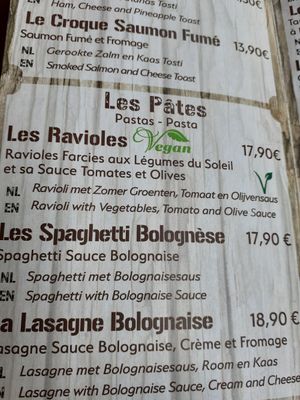 Ham, Cheese and Pineapple Toast
Le Croque Saumon Fumé
Saumon Fumé et Fromage 13,90€
NL Gerookte Zalm en Kaas Tosti
EN Smoked Salmon and Cheese Toast
Les Pâtes
Pastas - Pasta
Les Ravioles Vegan 17,90€
Ravioles Farcies aux Légumes du Soleil
et sa Sauce Tomates et Olives
NL Ravioli met Zomer Groenten, Tomaat en Olijvensaus
EN Ravioli with Vegetables, Tomato and Olive Sauce
Les Spaghetti Bolognèse 17,90 €
Spaghetti Sauce Bolognaise
NL Spaghetti met Bolognaisesaus
EN Spaghetti with Bolognaise Sauce
La Lasagne Bolognaise 18,90 €
Lasagne Sauce Bolognaise, Crème et Fromage
NL Lasagne met Bolognaisesaus, Room en Kaas
EN Lasagne with Bolognaise Sauce, Cream and Cheese